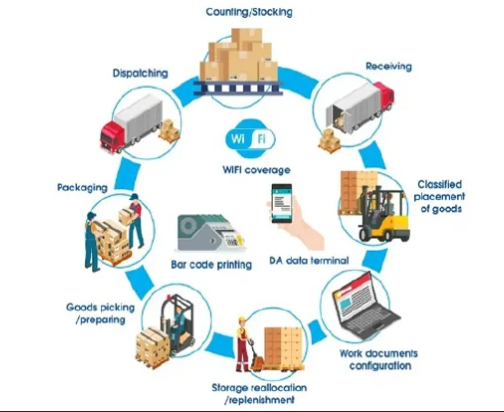 Counting/Stocking
Dispatching
Receiving
Wi Fi
WIFI coverage
Packaging
Classified
placement
of goods
Bar code printing
DA data terminal
Goods picking
/preparing
Work documents
configuration
Storage reallocation
/replenishment